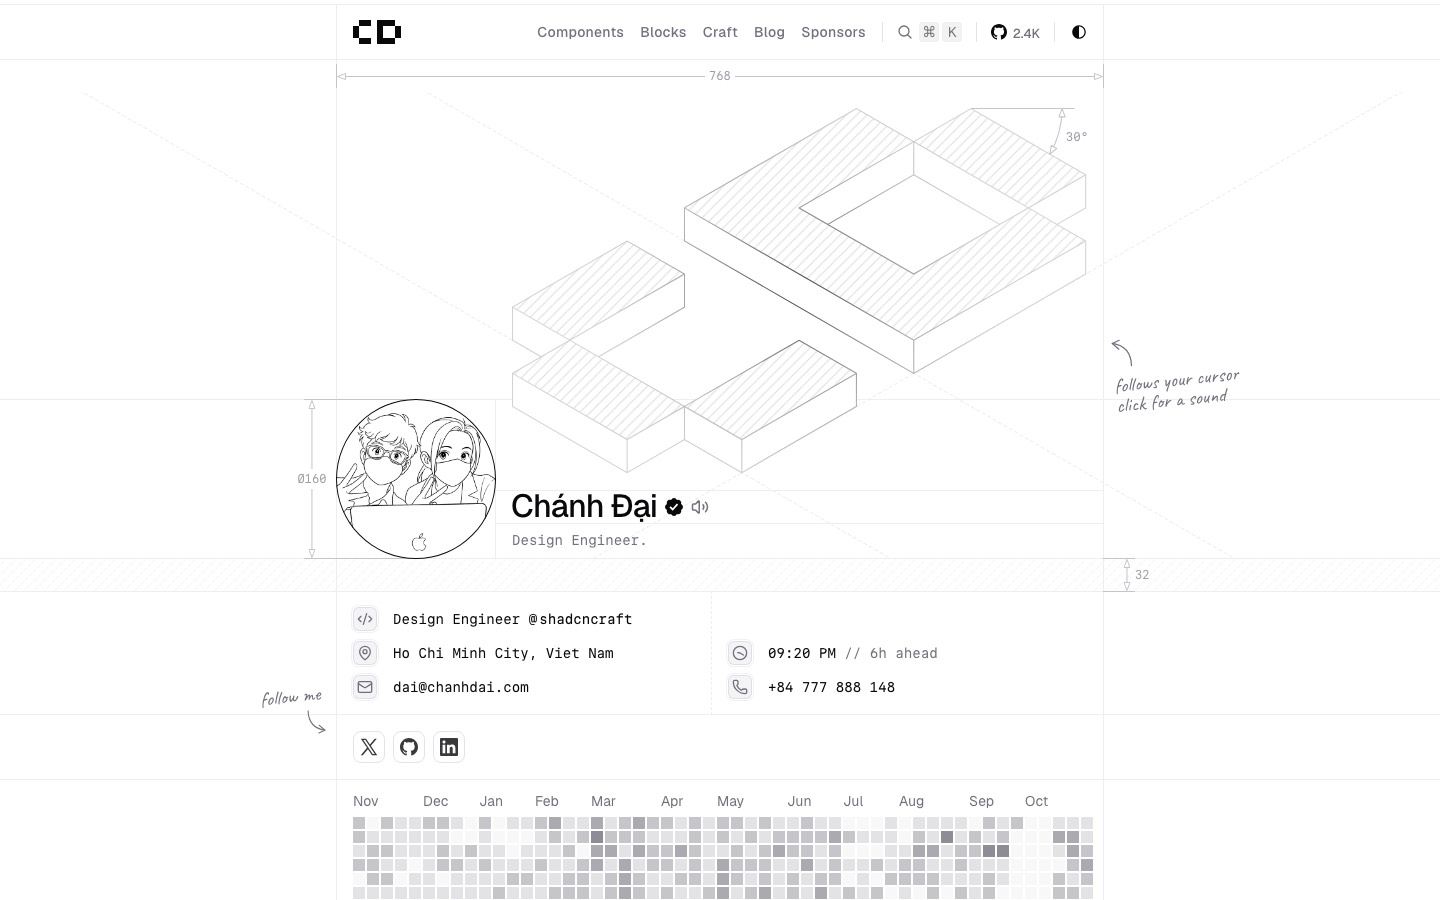 CD
Components Blocks Craft Blog Sponsors ⌘ K 2.4K
768
30°
follows your cursor
click for a sound
Ø160
Chánh Đại
Design Engineer.
32
Design Engineer @shadcncraft
Ho Chi Minh City, Viet Nam
09:20 PM // 6h ahead
dai@chanhdai.com
+84 777 888 148
follow me
Nov Dec Jan Feb Mar Apr May Jun Jul Aug Sep Oct